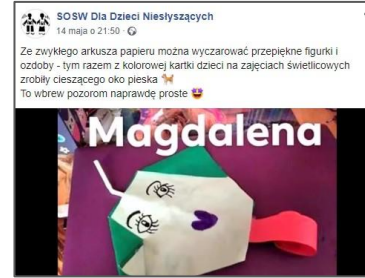 SOSW Dla Dzieci Niesłyszących
14 maja o 21:50 ·
Ze zwykłego arkusza papieru można wyczarować przepiękne figurki i
ozdoby - tym razem z kolorowej kartki dzieci na zajęciach świetlicowych
zrobiły cieszącego oko pieska 🐕
To wbrew pozorom naprawdę proste 🤩
Magdalena